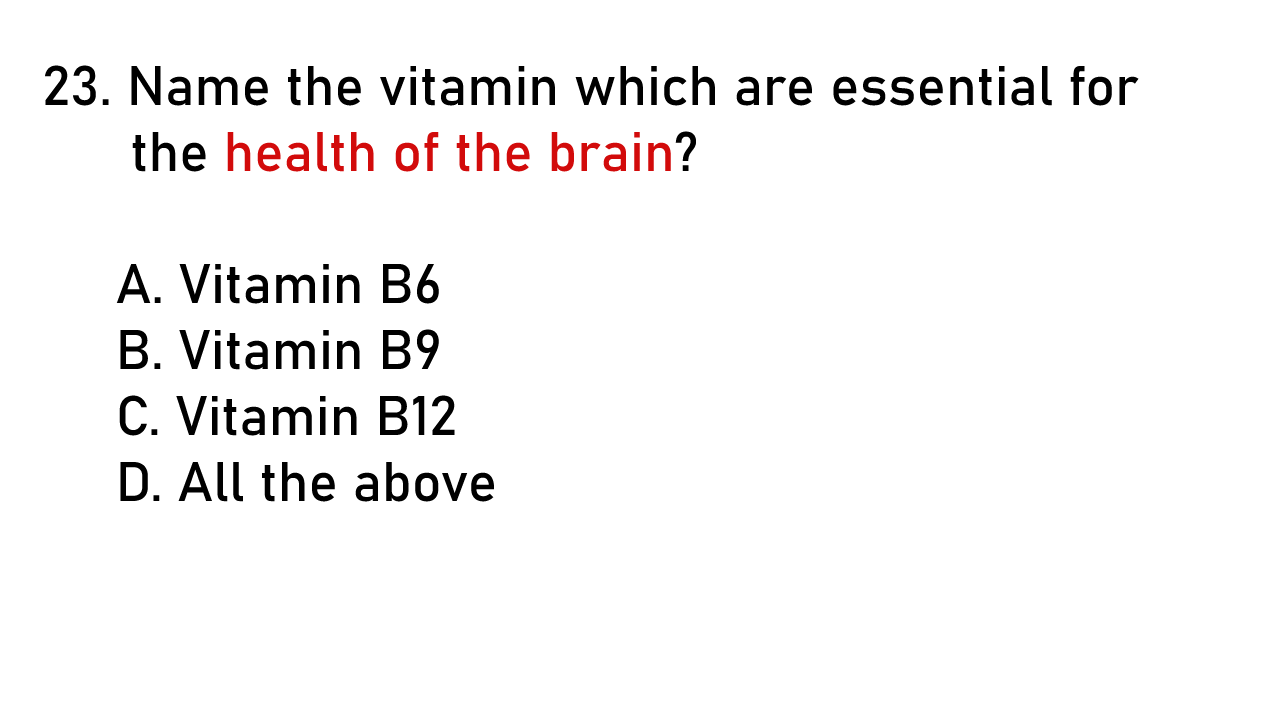 23. Name the vitamin which are essential for
the health of the brain?
A. Vitamin B6
B. Vitamin B9
C. Vitamin B12
D. All the above